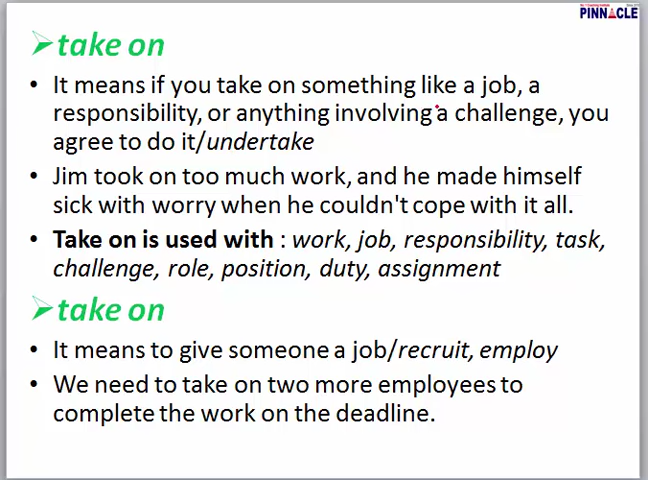 PINNACLE
take on
• It means if you take on something like a job, a
responsibility, or anything involving a challenge, you
agree to do it/undertake
• Jim took on too much work, and he made himself
sick with worry when he couldn't cope with it all.
• Take on is used with : work, job, responsibility, task,
challenge, role, position, duty, assignment
take on
• It means to give someone a job/recruit, employ
• We need to take on two more employees to
complete the work on the deadline.